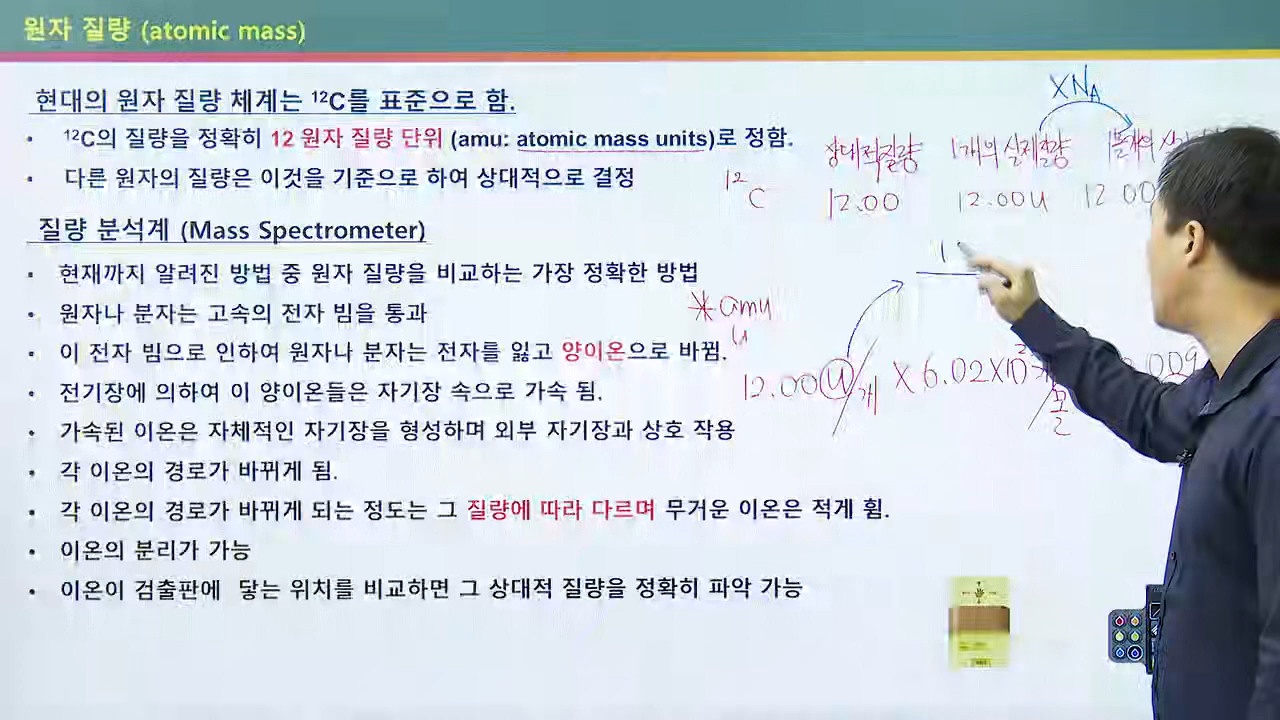 원자 질량 (atomic mass)
현대의 원자 질량 체계는 ¹²C를 표준으로 함.
• ¹²C의 질량을 정확히 12 원자 질량 단위 (amu: atomic mass units)로 정함.
• 다른 원자의 질량은 이것을 기준으로 하여 상대적으로 결정
질량 분석계 (Mass Spectrometer)
• 현재까지 알려진 방법 중 원자 질량을 비교하는 가장 정확한 방법
• 원자나 분자는 고속의 전자 빔을 통과
• 이 전자 빔으로 인하여 원자나 분자는 전자를 잃고 양이온으로 바뀜.
• 전기장에 의하여 이 양이온들은 자기장 속으로 가속 됨.
• 가속된 이온은 자체적인 자기장을 형성하며 외부 자기장과 상호 작용
• 각 이온의 경로가 바뀌게 됨.
• 각 이온의 경로가 바뀌게 되는 정도는 그 질량에 따라 다르며 무거운 이온은 적게 휨.
• 이온의 분리가 가능
• 이온이 검출판에 닿는 위치를 비교하면 그 상대적 질량을 정확히 파악 가능
XNA
상대적질량 1개의 실제질량 1몰개의
¹²C 12.00 12.00u 12 00
1.
*amu
u
12.00u/개 X 6.02X10²³ 개/몰 .009